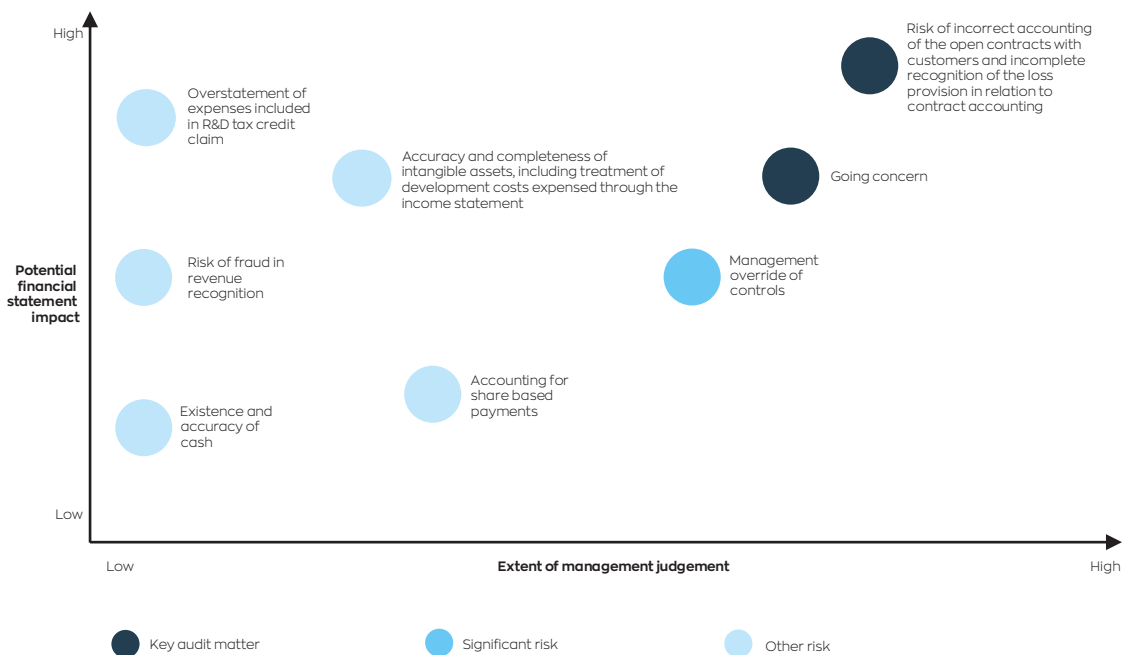 High
Risk of incorrect accounting
of the open contracts with
customers and incomplete
recognition of the loss
provision in relation to
contract accounting
Overstatement of
expenses included
in R&D tax credit
claim
Accuracy and completeness of
intangible assets, including treatment of
development costs expensed through the
income statement
Going concern
Potential
financial
statement
impact
Risk of fraud in
revenue
recognition
Management
override of
controls
Accounting for
share based
payments
Existence and
accuracy of
cash
Low
Low
Extent of management judgement
High
Key audit matter
Significant risk
Other risk